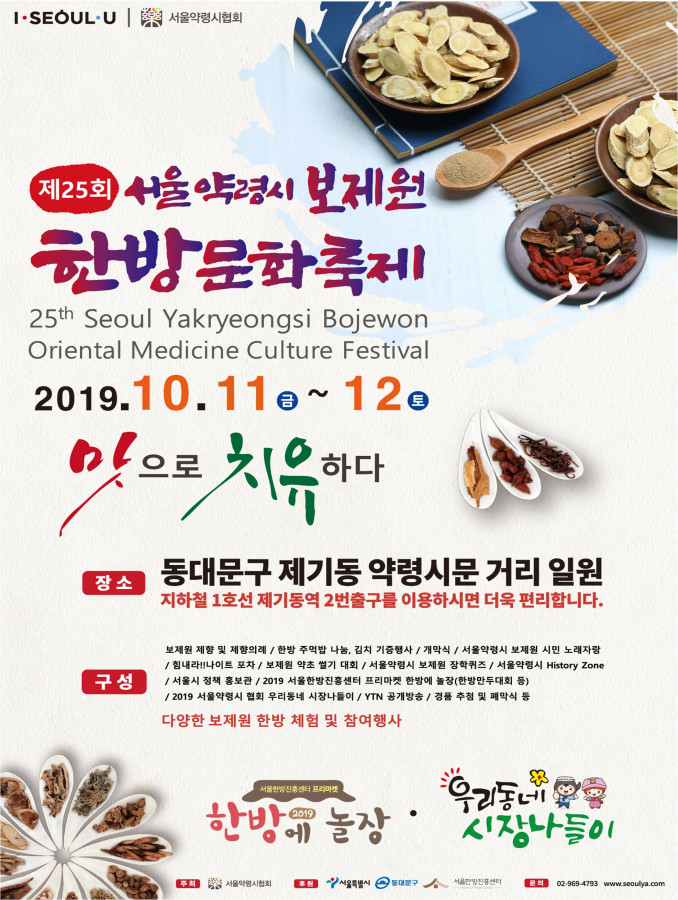 I·SEOUL·U 서울약령시협회
제25회 서울약령시 보제원
한방문화축제
25th Seoul Yakryeongsi Bojewon
Oriental Medicine Culture Festival
2019.10.11 금 ~ 12 토
맛으로 치유하다
장소 동대문구 제기동 약령시문 거리 일원
지하철 1호선 제기동역 2번출구를 이용하시면 더욱 편리합니다.
구성
보제원 제향 및 제향의례 / 한방 주먹밥 나눔, 김치 기증행사 / 개막식 / 서울약령시 보제원 시민 노래자랑
/ 힘내라!!나이트 포차 / 보제원 약초 썰기 대회 / 서울약령시 보제원 장학퀴즈 / 서울약령시 History Zone
/ 서울시 정책 홍보관 / 2019 서울한방진흥센터 프리마켓 한방에 놀장(한방만두대회 등)
/ 2019 서울약령시 협회 우리동네 시장나들이 / YTN 공개방송 / 경품 추첨 및 폐막식 등
다양한 보제원 한방 체험 및 참여행사
서울한방진흥센터 프리마켓
한방에 2019 놀장
·
우리동네
시장나들이
주최 서울약령시협회 후원 서울특별시 동대문구 서울한방진흥센터 문의 02-969-4793 www.seoulya.com